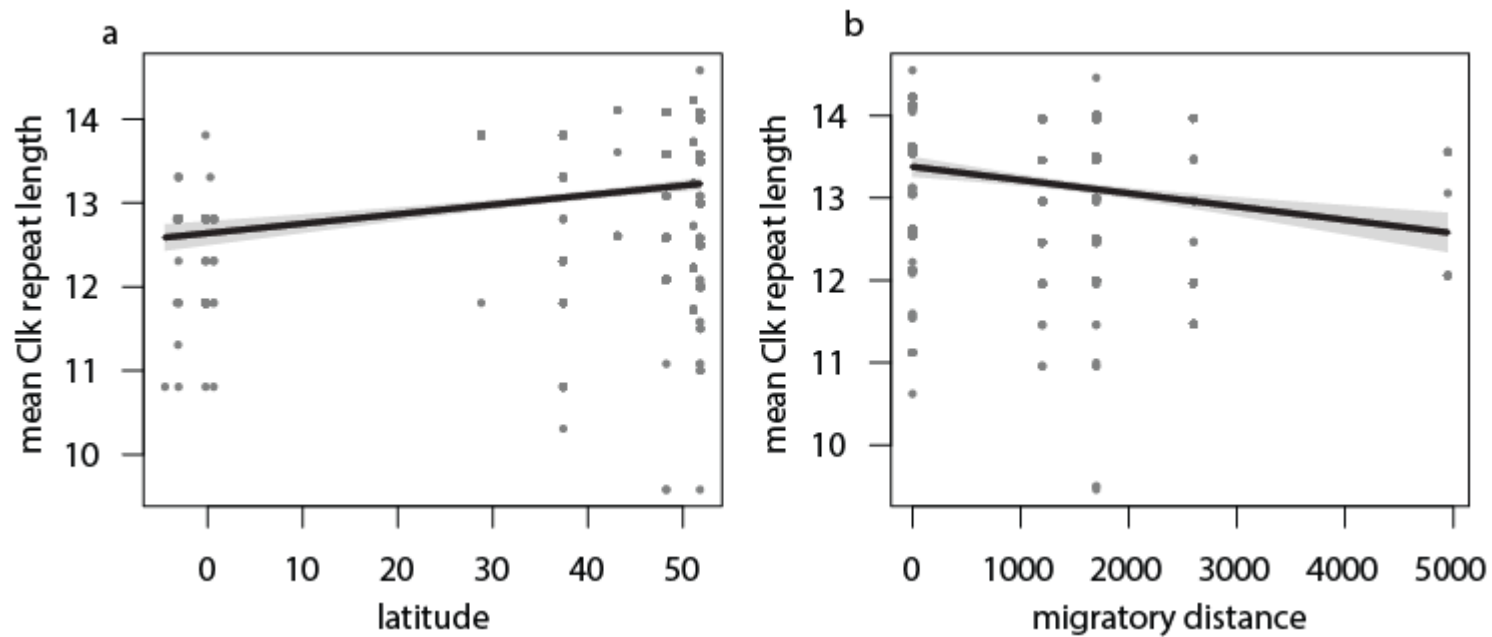 a
mean Clk repeat length
14
13
12
11
10
0 10 20 30 40 50
latitude
b
mean Clk repeat length
14
13
12
11
10
0 1000 2000 3000 4000 5000
migratory distance